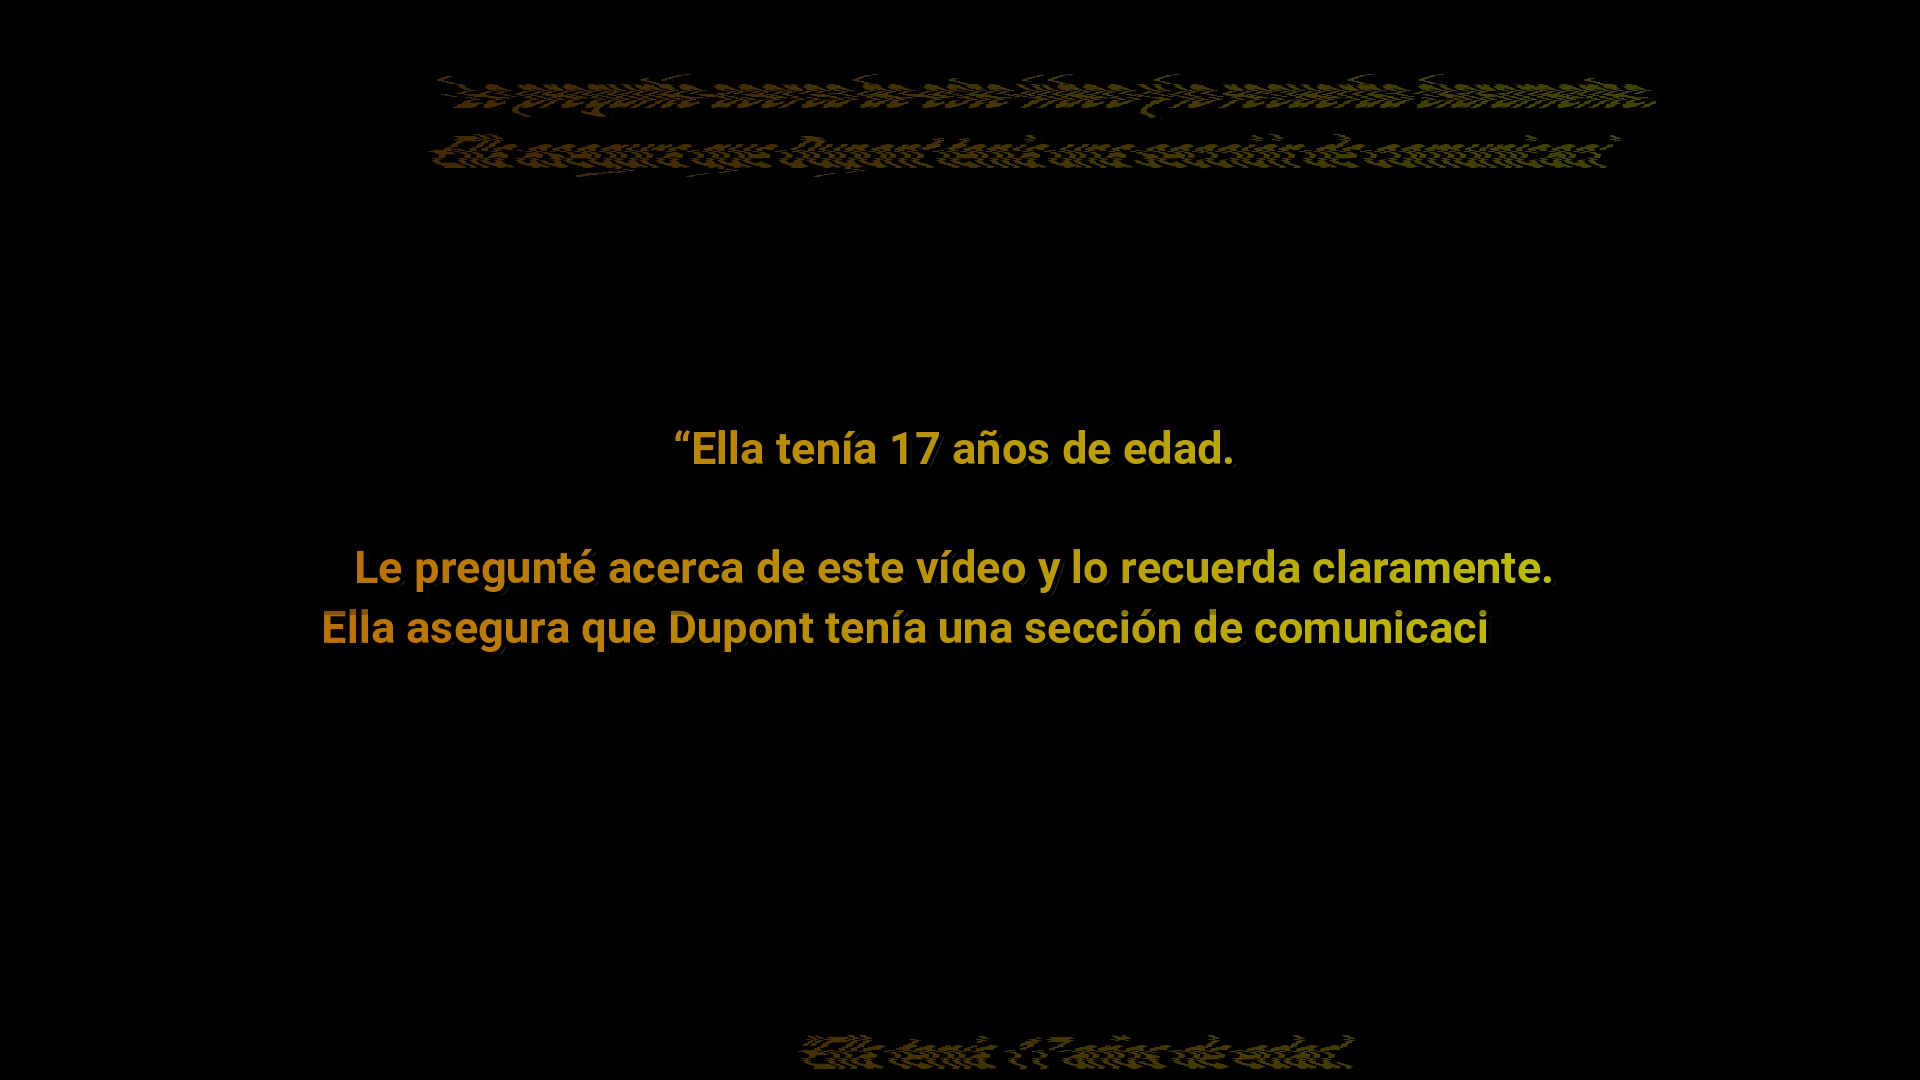 “Ella tenía 17 años de edad.
Le pregunté acerca de este vídeo y lo recuerda claramente.
Ella asegura que Dupont tenía una sección de comunicaci